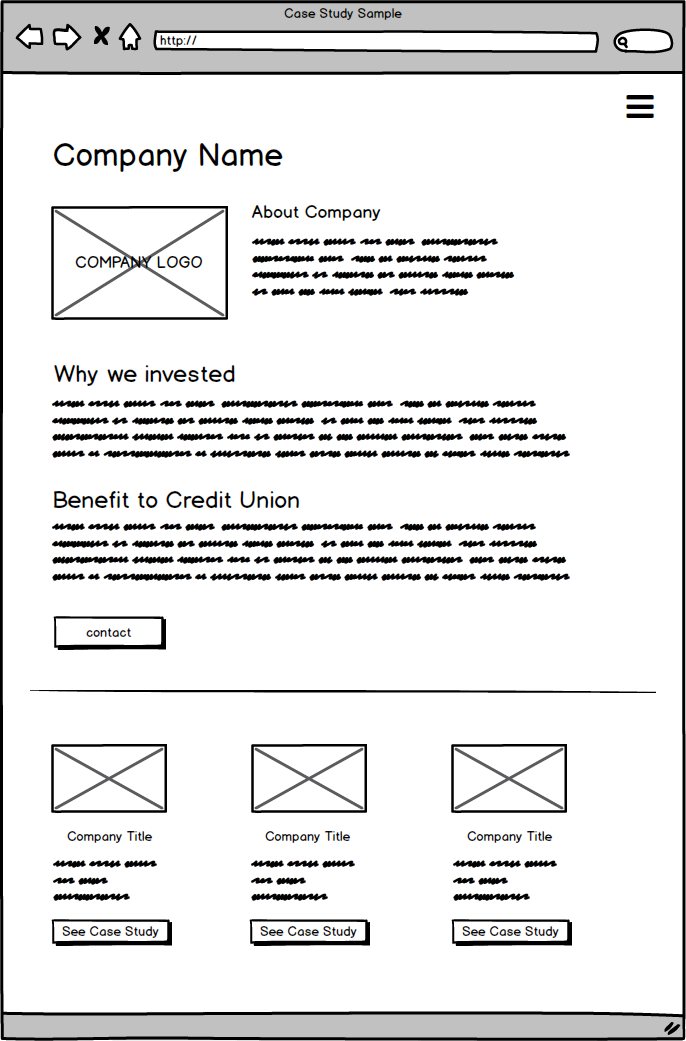 Case Study Sample
http://
Company Name
COMPANY LOGO
About Company
Why we invested
Benefit to Credit Union
contact
Company Title
Company Title
Company Title
See Case Study
See Case Study
See Case Study